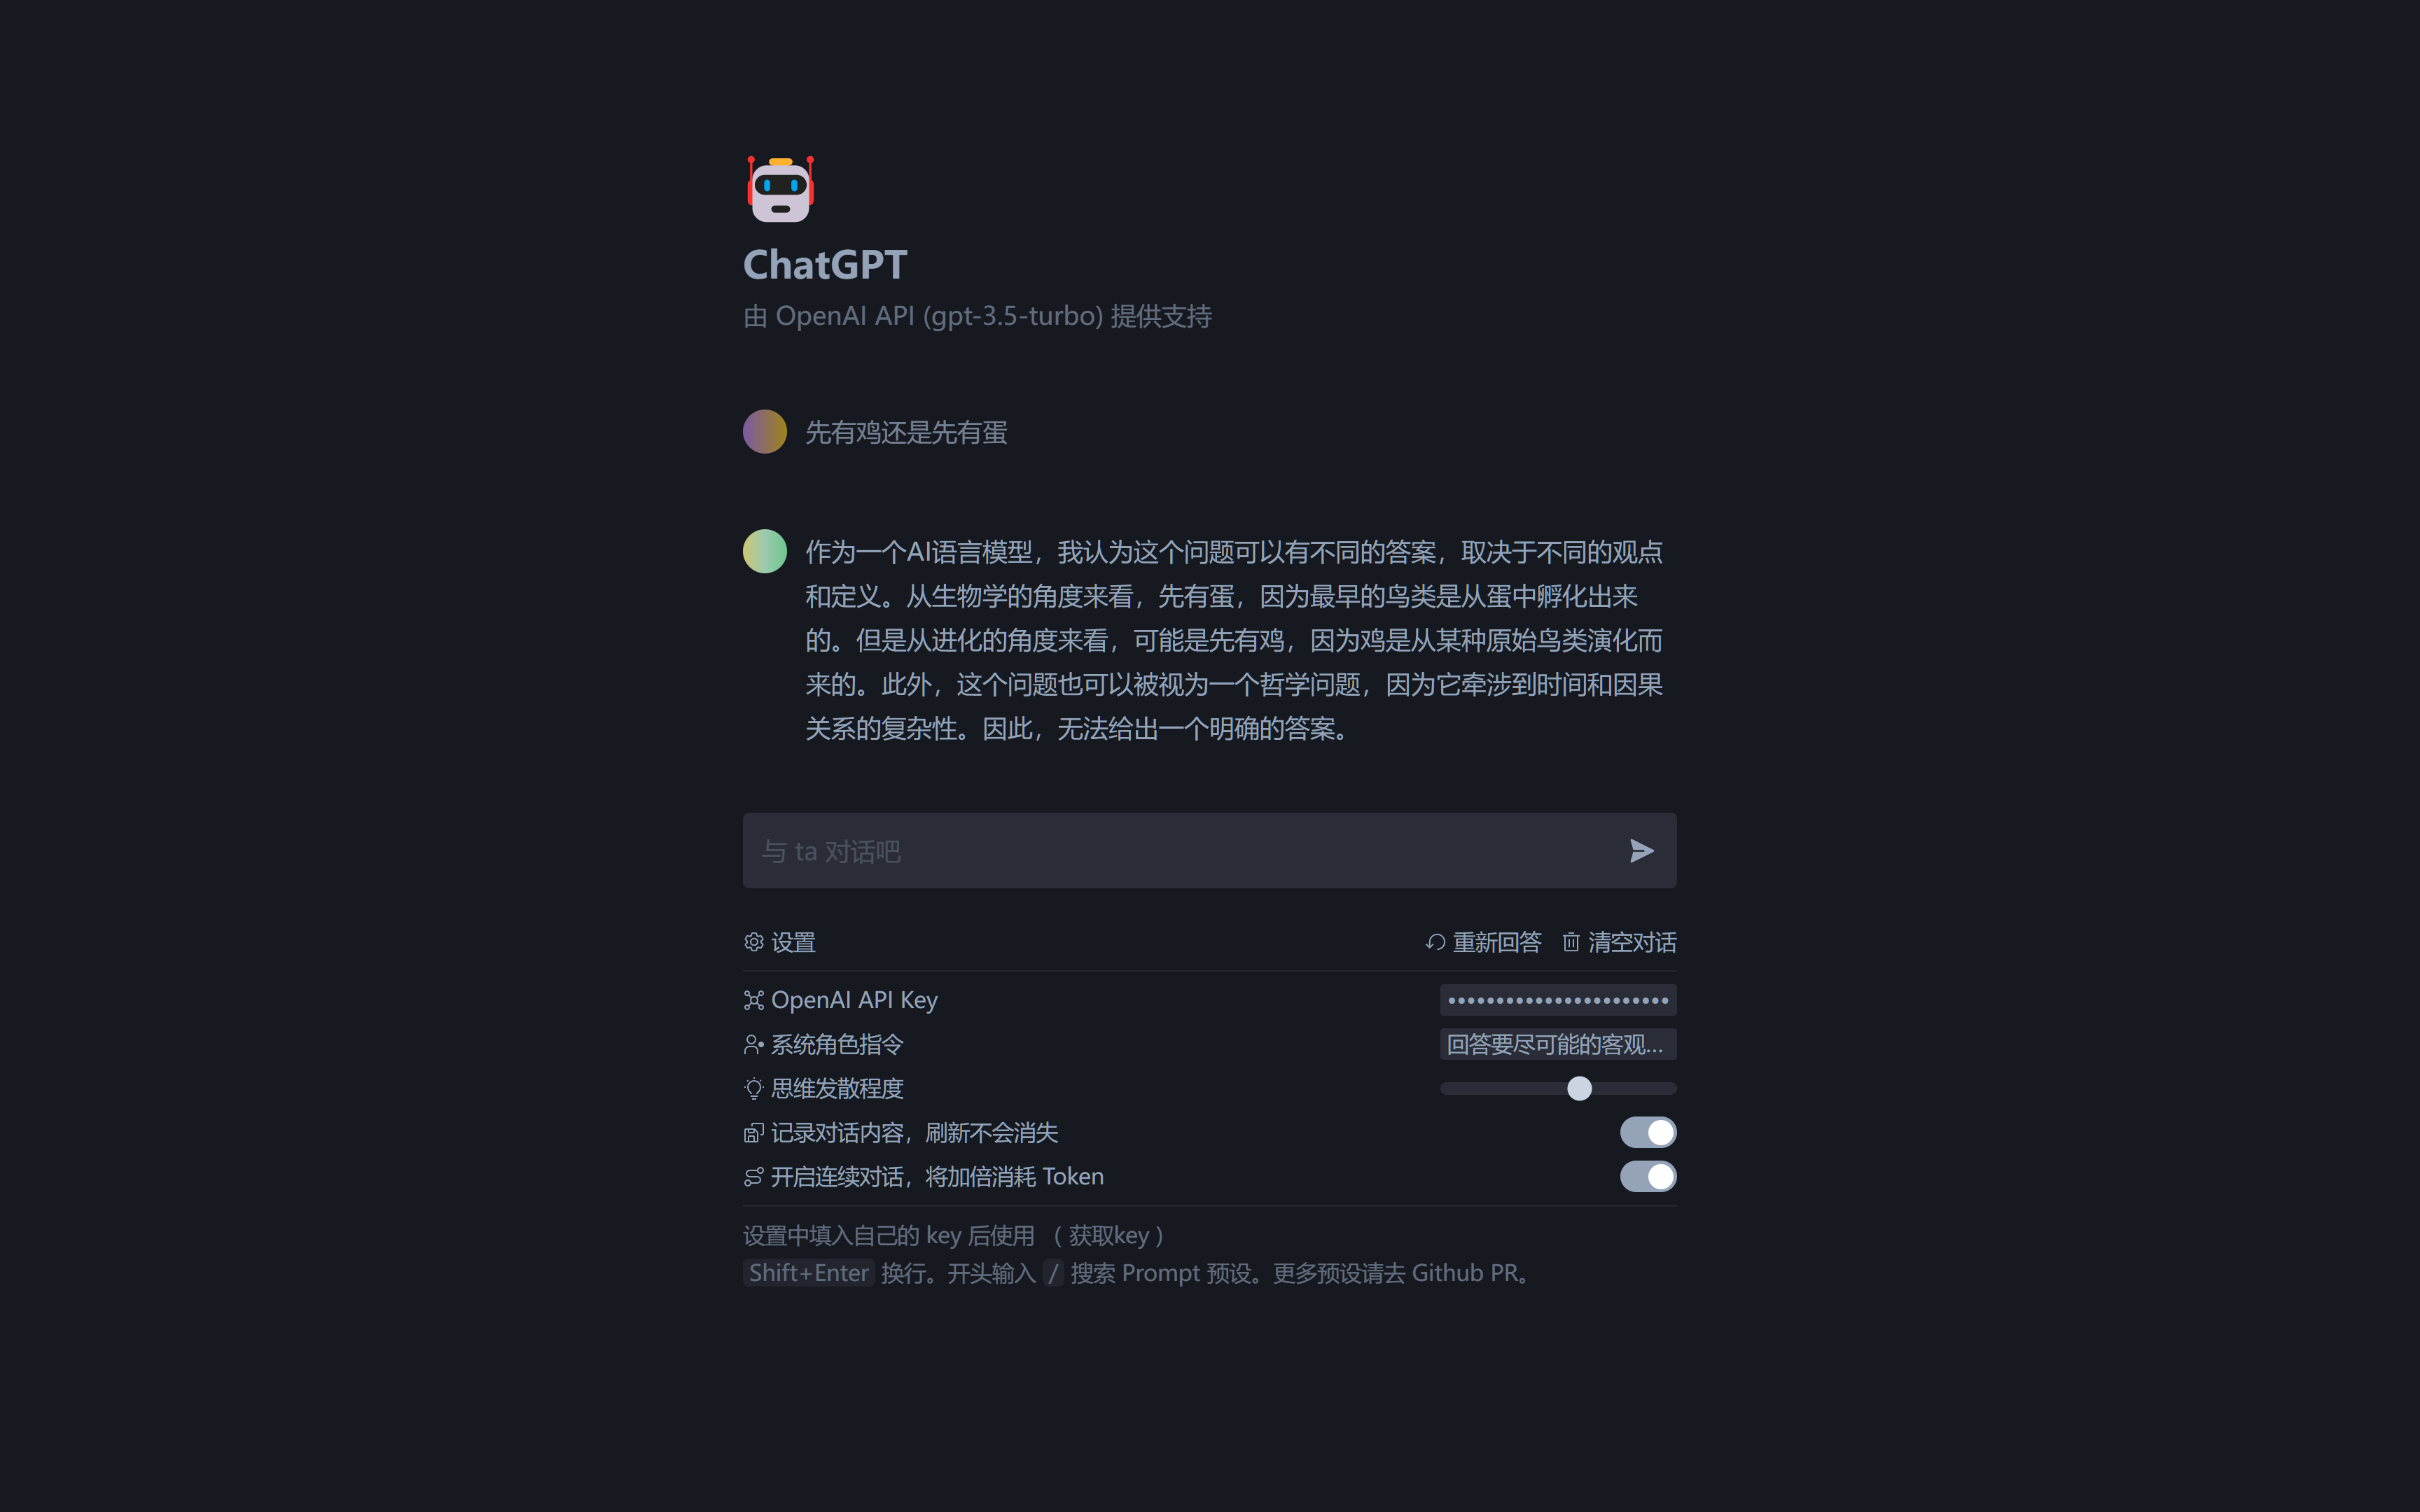 ChatGPT
由 OpenAI API (gpt-3.5-turbo) 提供支持
先有鸡还是先有蛋
作为一个AI语言模型，我认为这个问题可以有不同的答案，取决于不同的观点
和定义。从生物学的角度来看，先有蛋，因为最早的鸟类是从蛋中孵化出来
的。但是从进化的角度来看，可能是先有鸡，因为鸡是从某种原始鸟类演化而
来的。此外，这个问题也可以被视为一个哲学问题，因为它牵涉到时间和因果
关系的复杂性。因此，无法给出一个明确的答案。
与 ta 对话吧
设置 重新回答 清空对话
OpenAI API Key
系统角色指令 回答要尽可能的客观...
思维发散程度
记录对话内容，刷新不会消失
开启连续对话，将加倍消耗 Token
设置中填入自己的 key 后使用 （ 获取key ）
Shift+Enter 换行。开头输入 / 搜索 Prompt 预设。更多预设请去 Github PR。